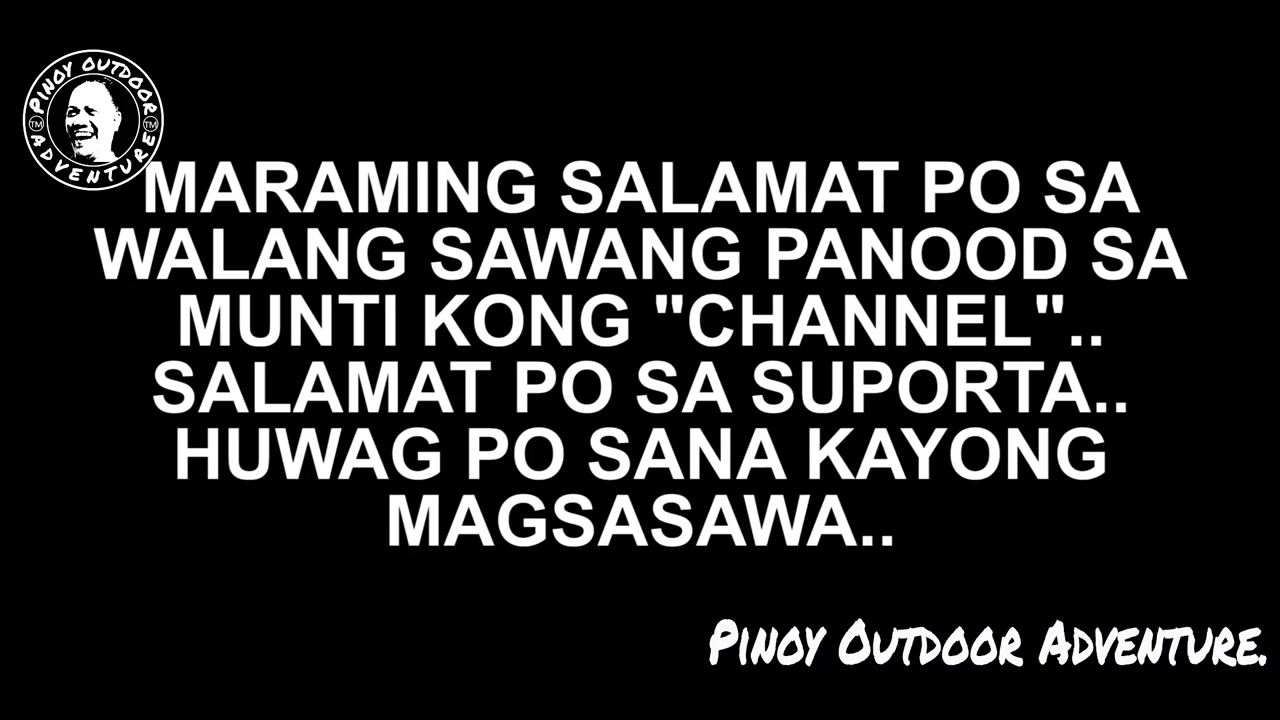 PINOY OUTDOOR
TM TM
ADVENTURE
MARAMING SALAMAT PO SA
WALANG SAWANG PANOOD SA
MUNTI KONG "CHANNEL"..
SALAMAT PO SA SUPORTA..
HUWAG PO SANA KAYONG
MAGSASAWA..
PINOY OUTDOOR ADVENTURE.